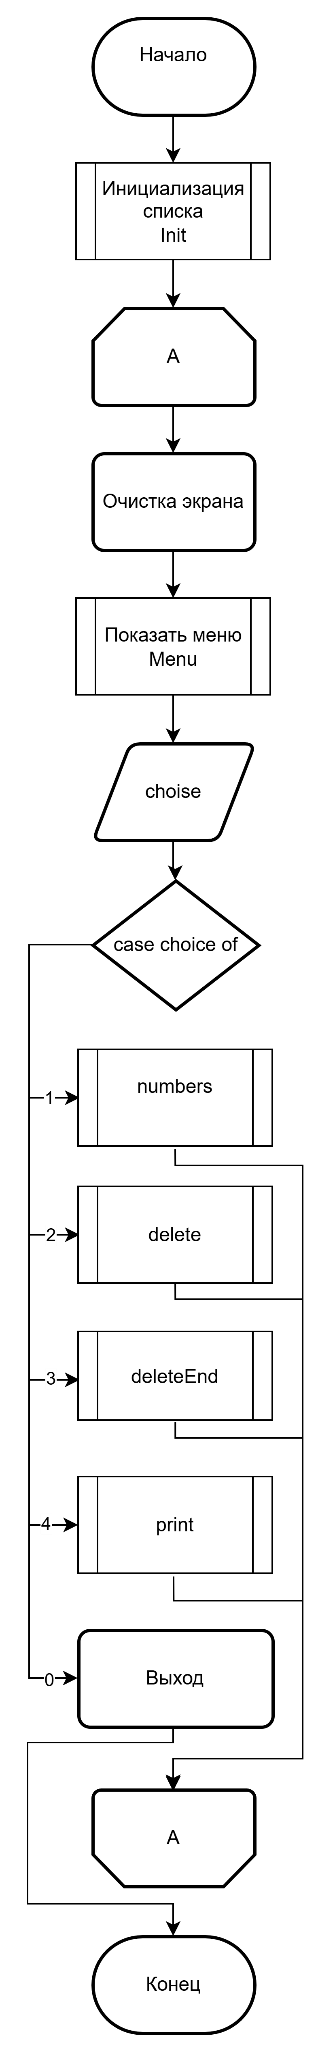 Начало
Инициализация
списка
Init
A
Очистка экрана
Показать меню
Menu
choise
case choice of
1
numbers
2
delete
3
deleteEnd
4
print
0
Выход
A
Конец